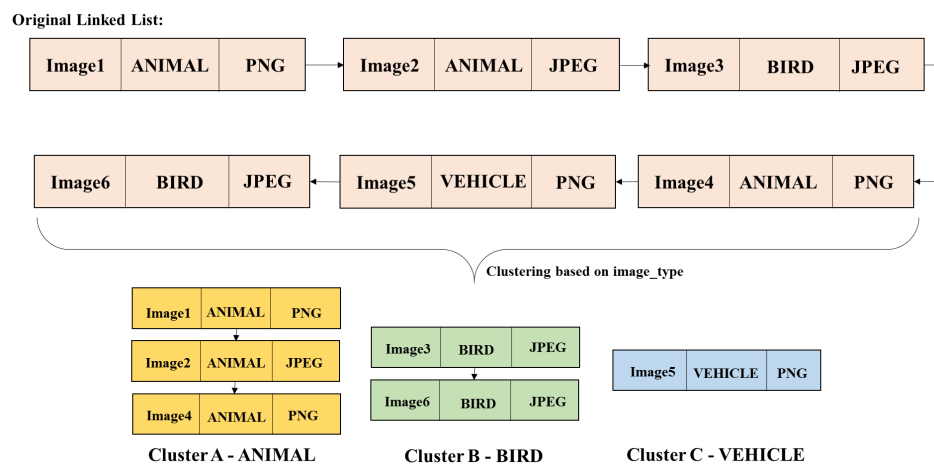 Original Linked List:
Image1 ANIMAL PNG
Image2 ANIMAL JPEG
Image3 BIRD JPEG
Image6 BIRD JPEG
Image5 VEHICLE PNG
Image4 ANIMAL PNG
Clustering based on image_type
Image1 ANIMAL PNG
Image2 ANIMAL JPEG
Image4 ANIMAL PNG
Cluster A - ANIMAL
Image3 BIRD JPEG
Image6 BIRD JPEG
Cluster B - BIRD
Image5 VEHICLE PNG
Cluster C - VEHICLE